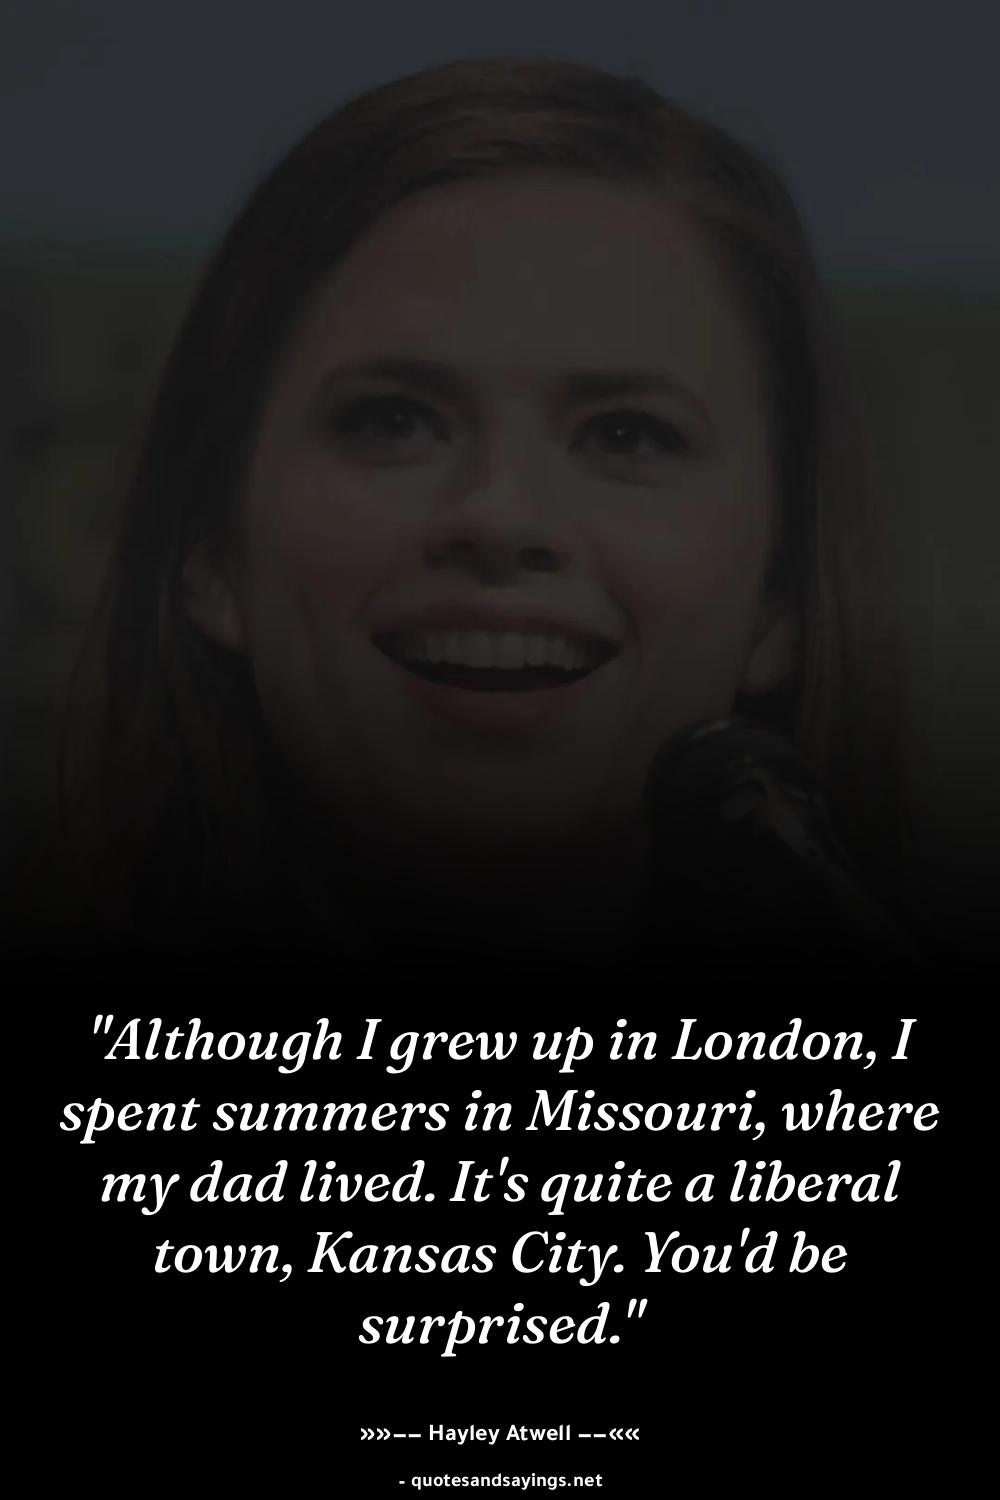 "Although I grew up in London, I
spent summers in Missouri, where
my dad lived. It's quite a liberal
town, Kansas City. You'd be
surprised."
»»–– Hayley Atwell ––««
- quotesandsayings.net